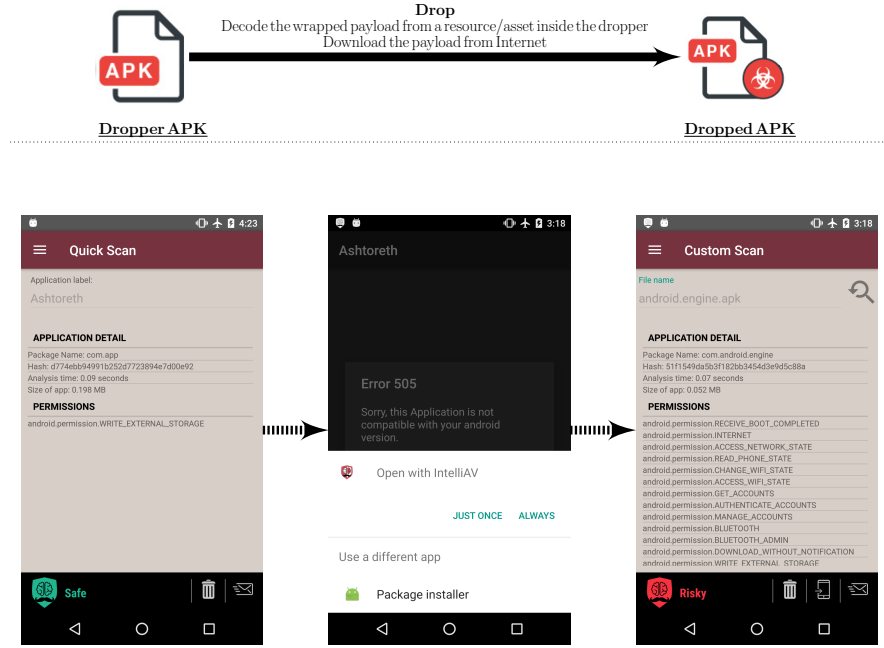 Drop
Decode the wrapped payload from a resource/asset inside the dropper
Download the payload from Internet
APK
APK
Dropper APK
Dropped APK
4:23
Quick Scan
Application label:
Ashtoreth
APPLICATION DETAIL
Package Name: com.app
Hash: d774ebb94991b252d7723894e7d00e92
Analysis time: 0.09 seconds
Size of app: 0.198 MB
PERMISSIONS
android.permission.WRITE_EXTERNAL_STORAGE
Safe
3:18
Ashtoreth
Error 505
Sorry, this Application is not
compatible with your android
version.
Open with IntelliAV
JUST ONCE ALWAYS
Use a different app
Package installer
3:18
Custom Scan
File name
android.engine.apk
APPLICATION DETAIL
Package Name: com.android.engine
Hash: 51f1549da5b3f182bb3454d3e9d5c88a
Analysis time: 0.07 seconds
Size of app: 0.052 MB
PERMISSIONS
android.permission.RECEIVE_BOOT_COMPLETED
android.permission.INTERNET
android.permission.ACCESS_NETWORK_STATE
android.permission.READ_PHONE_STATE
android.permission.CHANGE_WIFI_STATE
android.permission.ACCESS_WIFI_STATE
android.permission.GET_ACCOUNTS
android.permission.AUTHENTICATE_ACCOUNTS
android.permission.MANAGE_ACCOUNTS
android.permission.BLUETOOTH
android.permission.BLUETOOTH_ADMIN
android.permission.DOWNLOAD_WITHOUT_NOTIFICATION
android.permission.WRITE_EXTERNAL_STORAGE
Risky